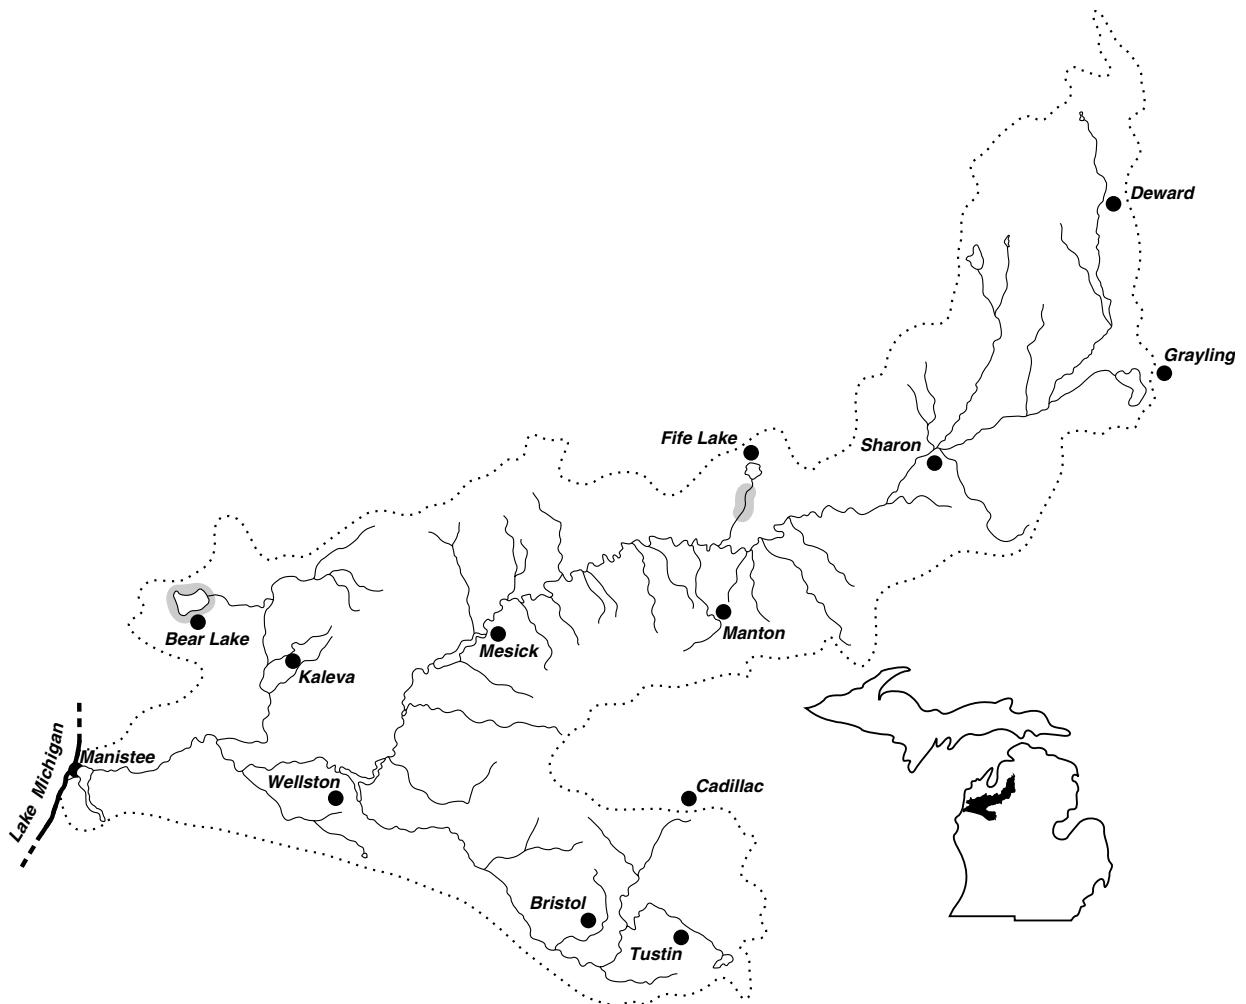 Deward
Grayling
Fife Lake
Sharon
Bear Lake
Manton
Mesick
Kaleva
Lake Michigan
Manistee
Wellston
Cadillac
Bristol
Tustin